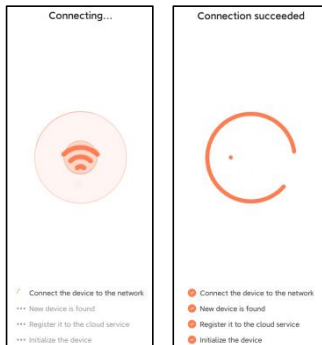 Connecting...
Connect the device to the network
New device is found
Register it to the cloud service
Initialize the device
Connection succeeded
Connect the device to the network
New device is found
Register it to the cloud service
Initialize the device